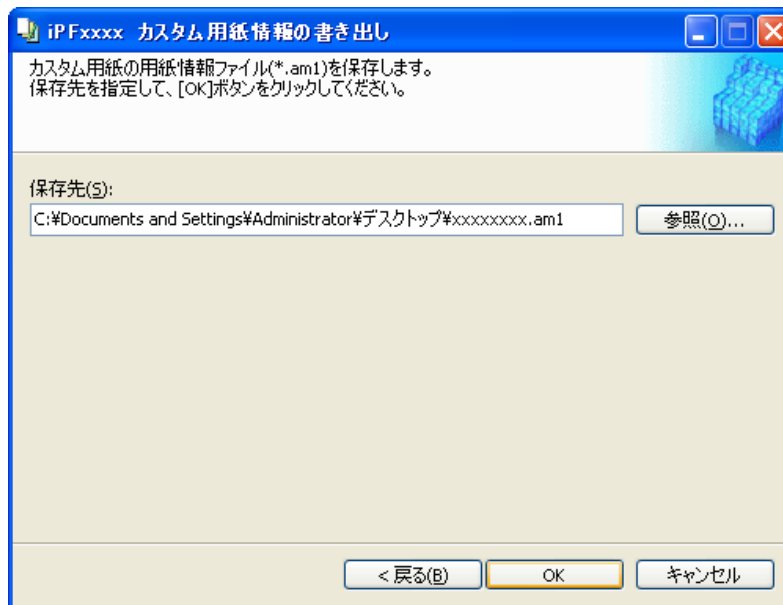 iPFxxxx カスタム用紙情報の書き出し
カスタム用紙の用紙情報ファイル(*.am1)を保存します。
保存先を指定して、[OK]ボタンをクリックしてください。
保存先(S):
C:¥Documents and Settings¥Administrator¥デスクトップ¥xxxxxxxx.am1
参照(O)...
< 戻る(B)
OK
キャンセル